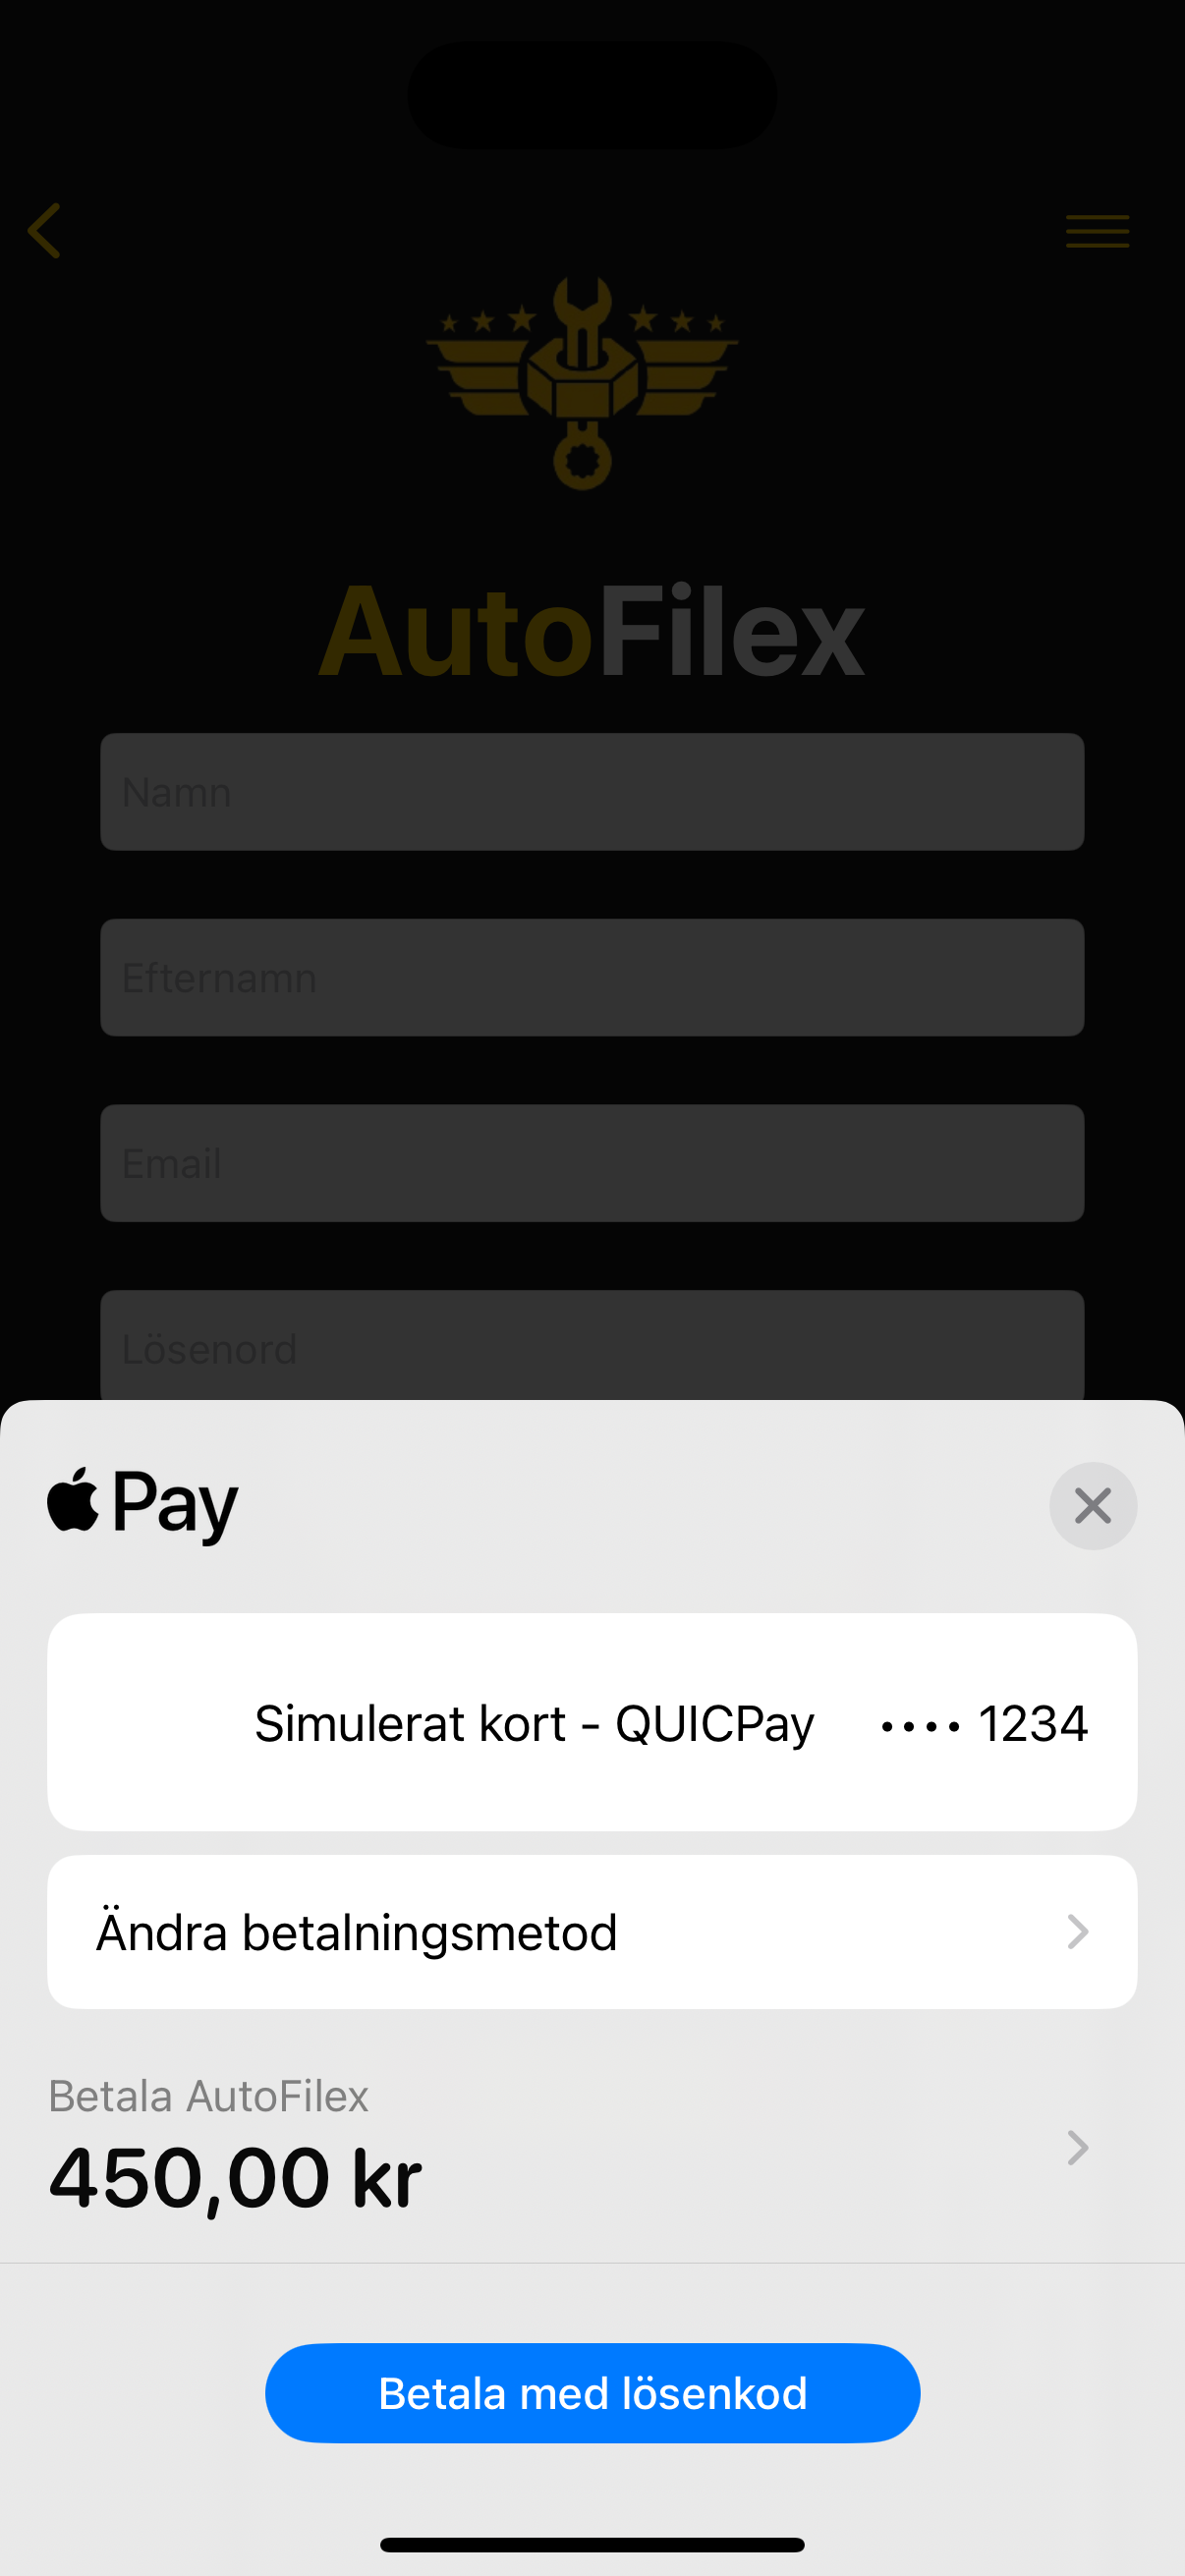 AutoFilex
Namn
Efternamn
Email
Lösenord
Pay
Simulerat kort - QUICPay •••• 1234
Ändra betalningsmetod
Betala AutoFilex
450,00 kr
Betala med lösenkod